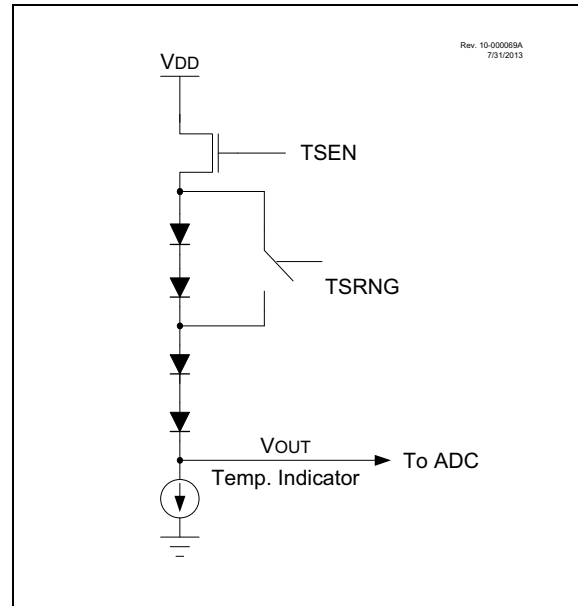 Rev. 10-000069A
7/31/2013
VDD
TSEN
TSRNG
VOUT
To ADC
Temp. Indicator